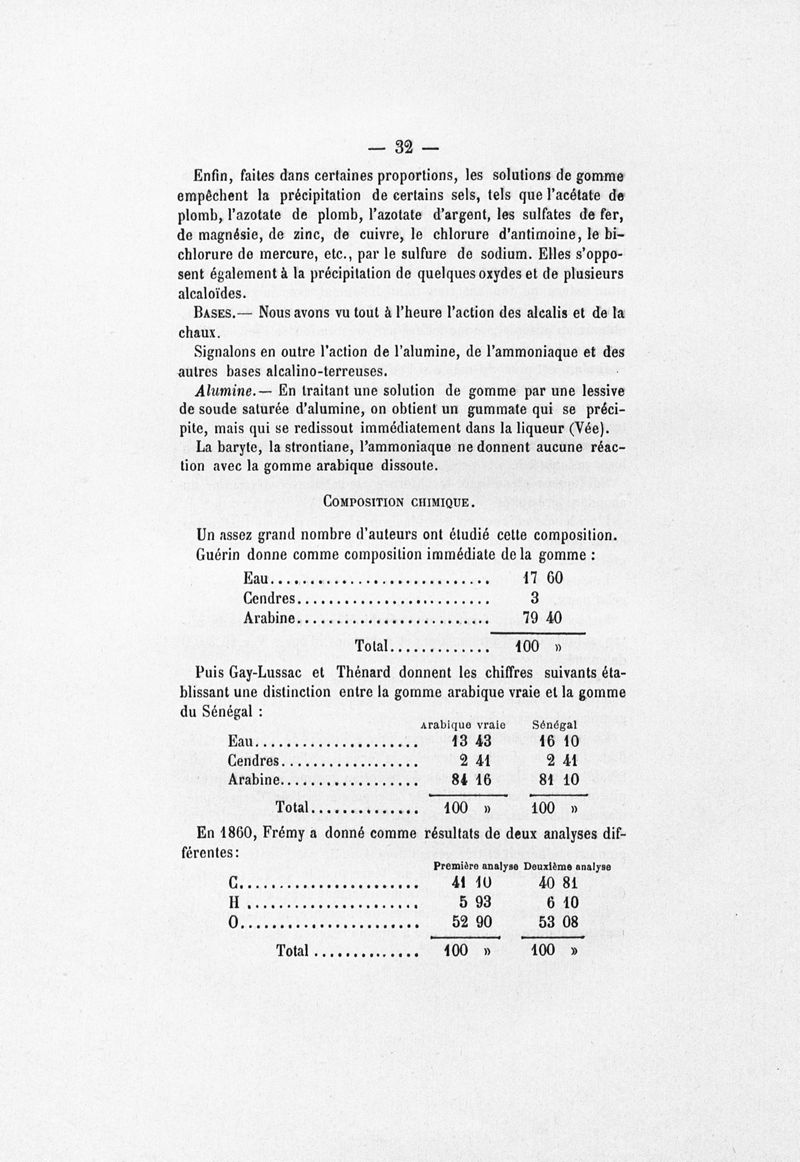 — 32 —
Enfin, faites dans certaines proportions, les solutions de gomme
empêchent la précipitation de certains sels, tels que l'acétate de
plomb, l'azotate de plomb, l'azotate d'argent, les sulfates de fer,
de magnésie, de zinc, de cuivre, le chlorure d'antimoine, le bi-
chlorure de mercure, etc., par le sulfure de sodium. Elles s'oppo-
sent également à la précipitation de quelques oxydes et de plusieurs
alcaloïdes.
BASES.— Nous avons vu tout à l'heure l'action des alcalis et de la
chaux.
Signalons en outre l'action de l'alumine, de l'ammoniaque et des
autres bases alcalino-terreuses.
Alumine.— En traitant une solution de gomme par une lessive
de soude saturée d'alumine, on obtient un gummate qui se préci-
pite, mais qui se redissout immédiatement dans la liqueur (Vée).
La baryte, la strontiane, l'ammoniaque ne donnent aucune réac-
tion avec la gomme arabique dissoute.
COMPOSITION CHIMIQUE.
Un assez grand nombre d'auteurs ont étudié cette composition.
Guérin donne comme composition immédiate de la gomme :
Eau............................ 17 60
Cendres........................ 3
Arabine........................ 79 40
Total............. 100 »
Puis Gay-Lussac et Thénard donnent les chiffres suivants éta-
blissant une distinction entre la gomme arabique vraie et la gomme
du Sénégal :
Arabique vraie Sénégal
Eau..................... 13 43 16 10
Cendres.................. 2 41 2 41
Arabine.................. 84 16 81 10
Total.............. 100 » 100 »
En 1860, Frémy a donné comme résultats de deux analyses dif-
férentes :
Première analyse Deuxième analyse
C....................... 41 10 40 81
H ...................... 5 93 6 10
O....................... 52 90 53 08
Total .............. 100 » 100 »